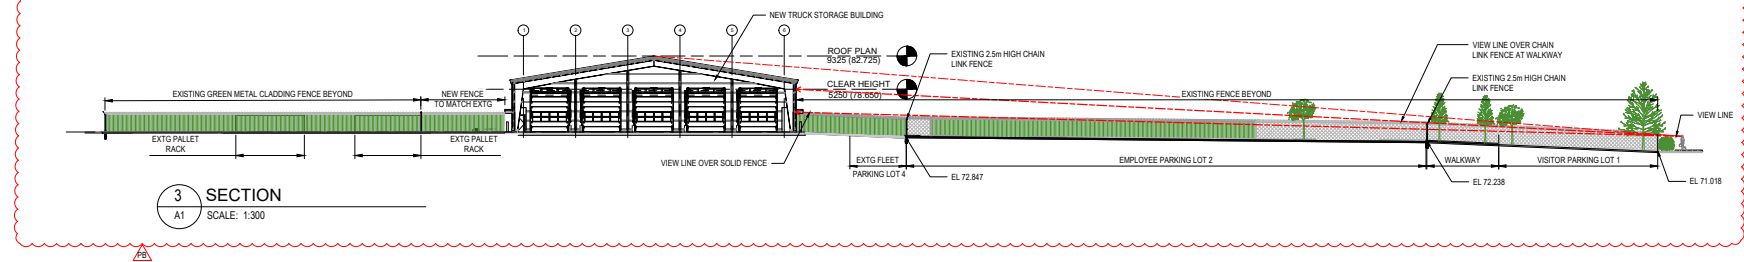 NEW TRUCK STORAGE BUILDING
1
2
3
4
5
6
ROOF PLAN
9325 (82.725)
EXISTING 2.5m HIGH CHAIN
LINK FENCE
VIEW LINE OVER CHAIN
LINK FENCE AT WALKWAY
CLEAR HEIGHT
5250 (78.650)
EXISTING 2.5m HIGH CHAIN
LINK FENCE
EXISTING GREEN METAL CLADDING FENCE BEYOND
NEW FENCE
TO MATCH EXTG
EXISTING FENCE BEYOND
VIEW LINE
EXTG PALLET
RACK
EXTG PALLET
RACK
VIEW LINE OVER SOLID FENCE
EXTG FLEET
PARKING LOT 4
EMPLOYEE PARKING LOT 2
WALKWAY
VISITOR PARKING LOT 1
EL 72.847
EL 72.238
EL 71.018
3
SECTION
A1
SCALE: 1:300
PB